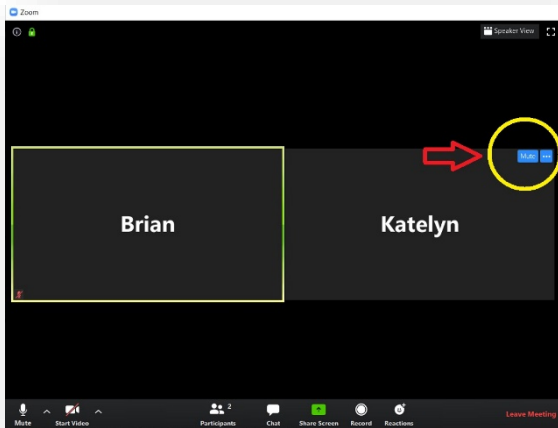 Zoom
Speaker View
Mute ...
Brian Katelyn
2
Mute Start Video Participants Chat Share Screen Record Reactions Leave Meeting